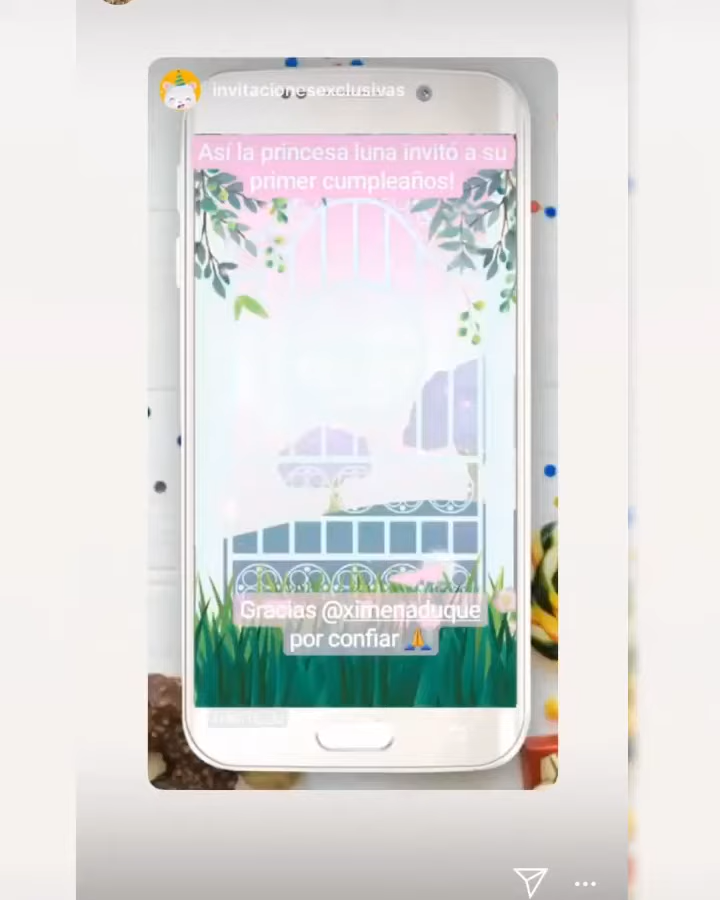 invitacionesexclusivas
Así la princesa luna invitó a su
primer cumpleaños!
Gracias @ximenaduque
por confiar 🙏